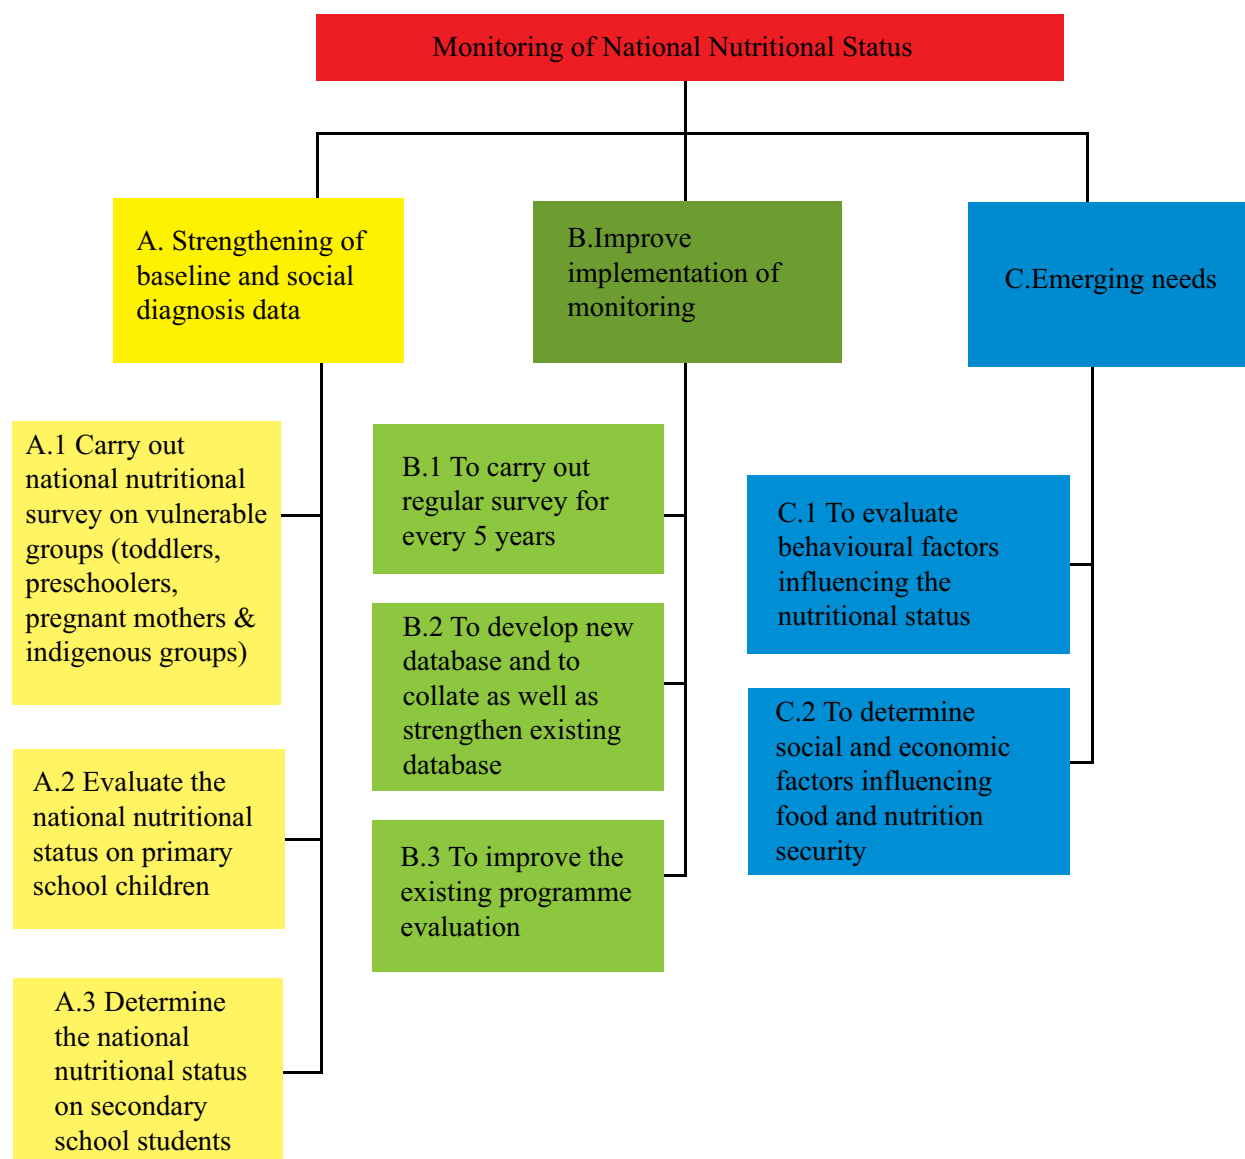 Monitoring of National Nutritional Status
A. Strengthening of
baseline and social
diagnosis data
B.Improve
implementation of
monitoring
C.Emerging needs
A.1 Carry out
national nutritional
survey on vulnerable
groups (toddlers,
preschoolers,
pregnant mothers &
indigenous groups)
A.2 Evaluate the
national nutritional
status on primary
school children
A.3 Determine
the national
nutritional status
on secondary
school students
B.1 To carry out
regular survey for
every 5 years
B.2 To develop new
database and to
collate as well as
strengthen existing
database
B.3 To improve the
existing programme
evaluation
C.1 To evaluate
behavioural factors
influencing the
nutritional status
C.2 To determine
social and economic
factors influencing
food and nutrition
security